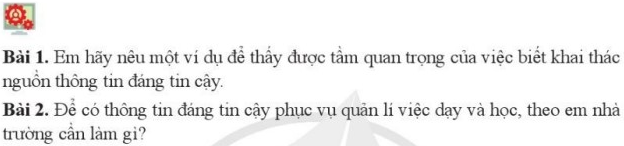 Bài 1. Em hãy nêu một ví dụ để thấy được tầm quan trọng của việc biết khai thác
nguồn thông tin đáng tin cậy.
Bài 2. Để có thông tin đáng tin cậy phục vụ quản lí việc dạy và học, theo em nhà
trường cần làm gì?